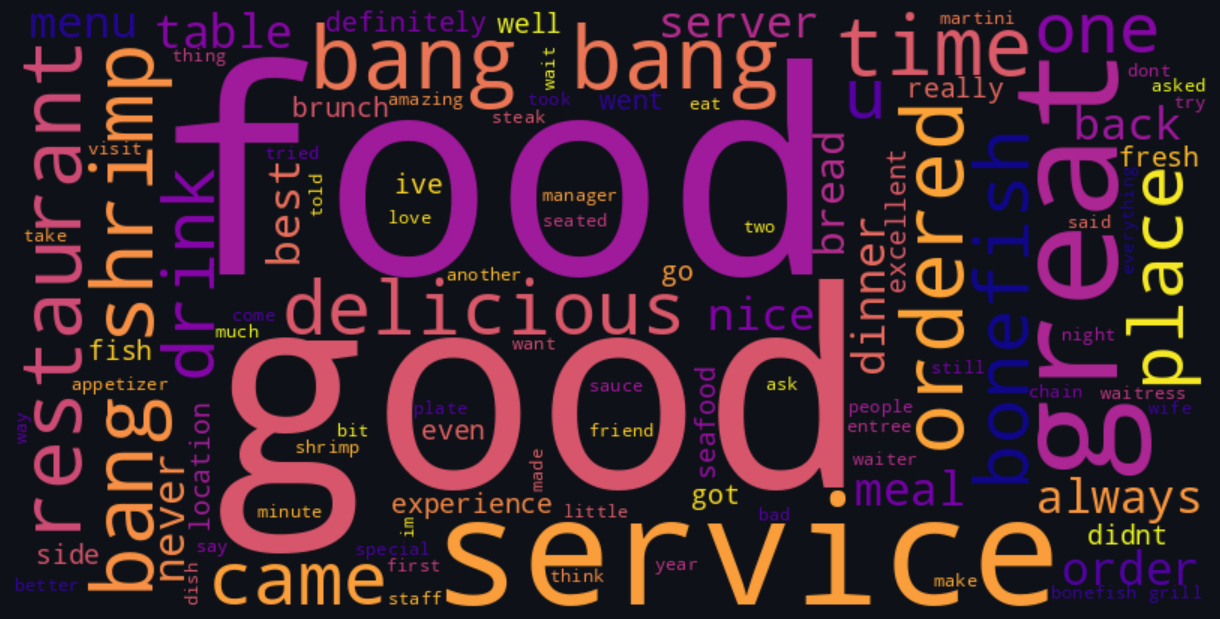 menu
table
definitely
well
server
time
martini
one
thing
bang bang
wait
dont
asked
try
restaurant
bang shrimp
visit
drink
food
brunch
amazing
took
went
eat
steak
u
really
ordered
bonefish
great
back
fresh
tried
best
told
ive
love
manager
seated
two
bread
excellent
said
everything
place
take
another
go
delicious
nice
dinner
come
much
want
night
fish
good
still
appetizer
sauce
ask
seafood
chain
waitress
wife
way
plate
even
bit
shrimp
friend
people
entree
location
never
made
waiter
meal
always
minute
experience
little
got
bad
im
service
didnt
side
say
special
first
year
order
better
dish
came
staff
think
make
bonefish grill